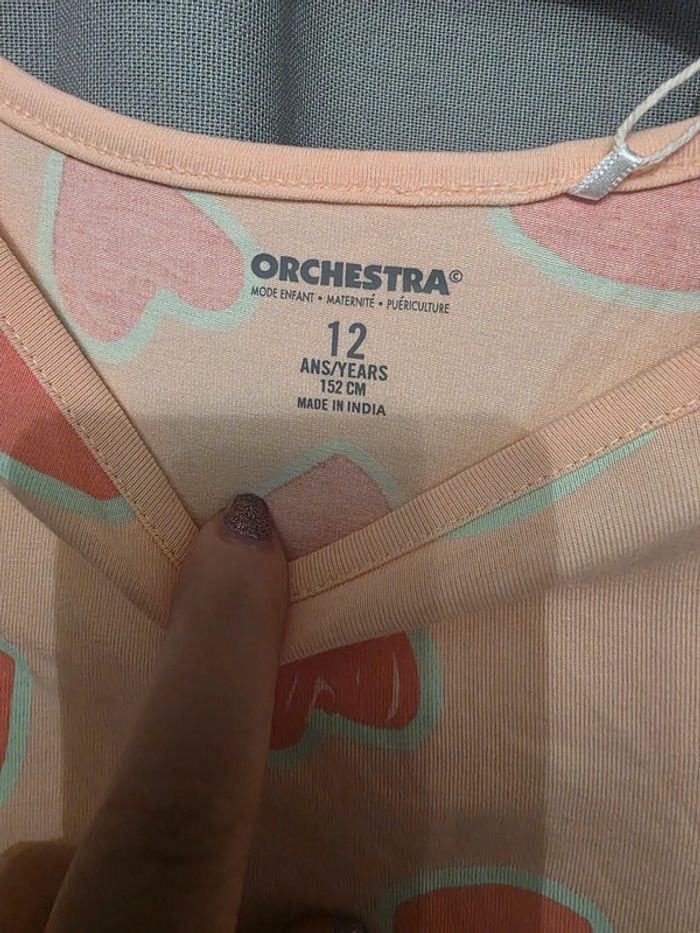 ORCHESTRA©
MODE ENFANT • MATERNITÉ • PUÉRICULTURE
12
ANS/YEARS
152 CM
MADE IN INDIA